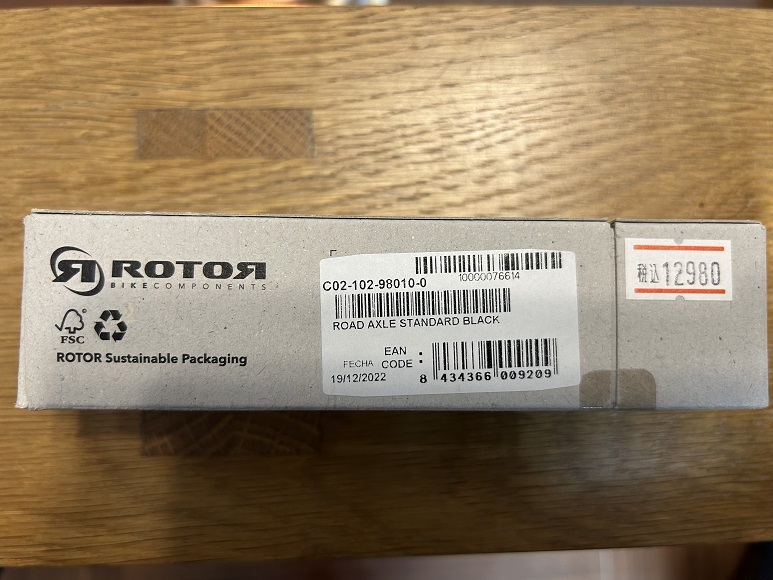 ROTOR
BIKECOMPONENTS
FSC
ROTOR Sustainable Packaging
10000076614
C02-102-98010-0
ROAD AXLE STANDARD BLACK
EAN
FECHA CODE :
19/12/2022
8 434366 009209
税込12980